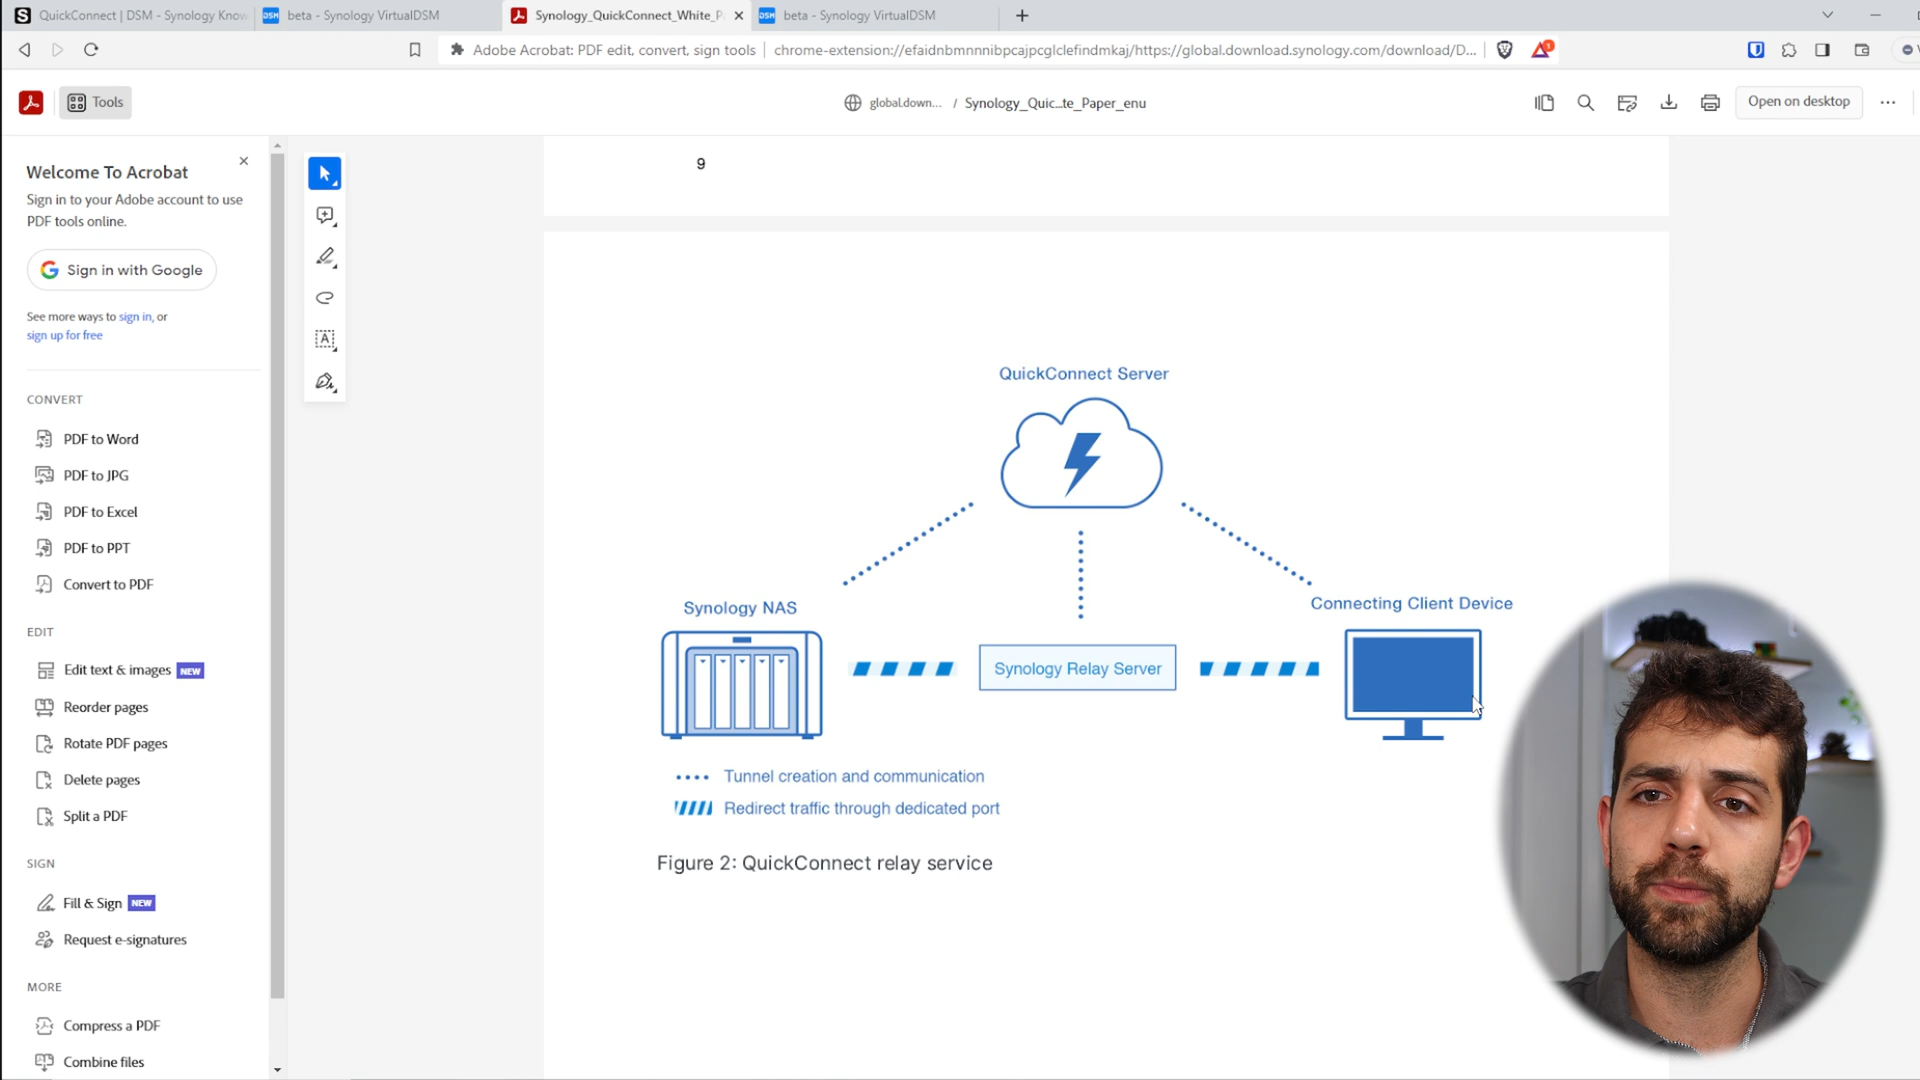 QuickConnect | DSM - Synology Know
beta - Synology VirtualDSM
Synology_QuickConnect_White_P
beta - Synology VirtualDSM
Adobe Acrobat: PDF edit, convert, sign tools
chrome-extension://efaidnbmnnnibpcajpcglclefindmkaj/https://global.download.synology.com/download/D...
1
Tools
global.down... / Synology_Quic...te_Paper_enu
Open on desktop
Welcome To Acrobat
Sign in to your Adobe account to use
PDF tools online.
Sign in with Google
See more ways to sign in, or
sign up for free
CONVERT
PDF to Word
PDF to JPG
PDF to Excel
PDF to PPT
Convert to PDF
EDIT
Edit text & images NEW
Reorder pages
Rotate PDF pages
Delete pages
Split a PDF
SIGN
Fill & Sign NEW
Request e-signatures
MORE
Compress a PDF
Combine files
9
QuickConnect Server
Synology NAS
Connecting Client Device
Synology Relay Server
Tunnel creation and communication
Redirect traffic through dedicated port
Figure 2: QuickConnect relay service